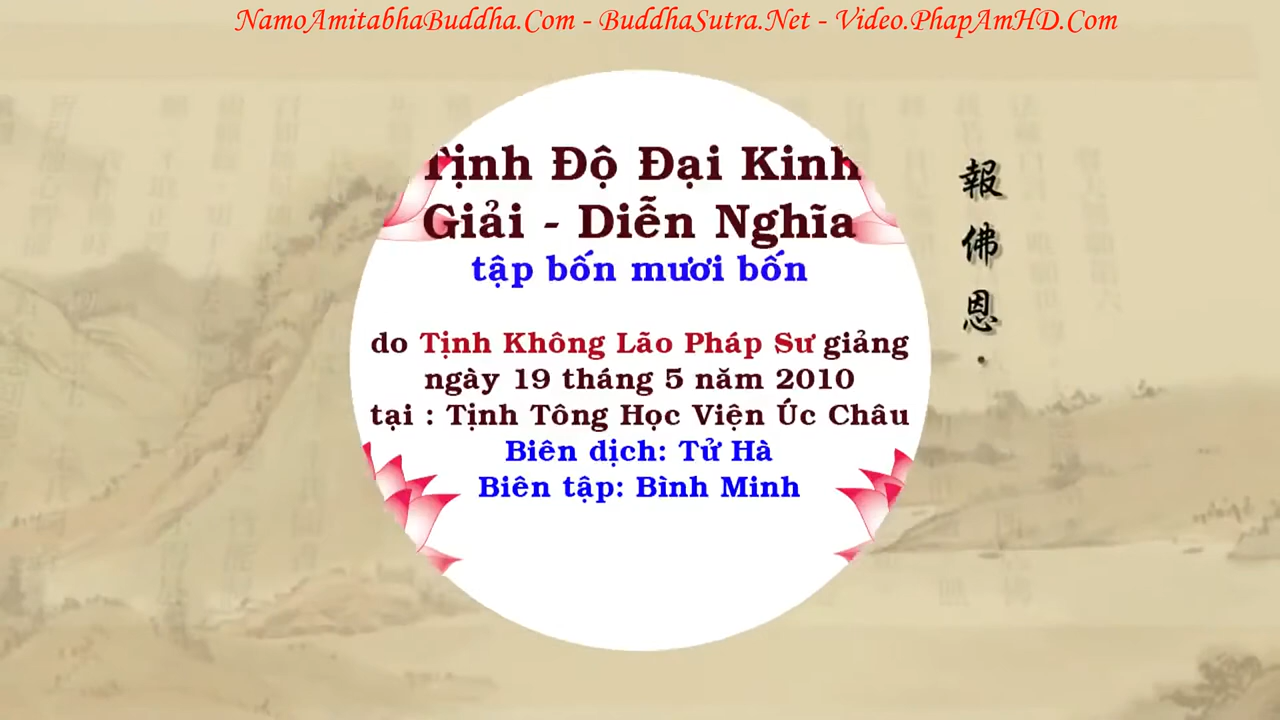 NamoAmitabhaBuddha.Com - BuddhaSutra.Net - Video.PhapAmHD.Com
Tịnh Độ Đại Kinh
Giải - Diễn Nghĩa
tập bốn mươi bốn
do Tịnh Không Lão Pháp Sư giảng
ngày 19 tháng 5 năm 2010
tại : Tịnh Tông Học Viện Úc Châu
Biên dịch: Tử Hà
Biên tập: Bình Minh
報佛恩.